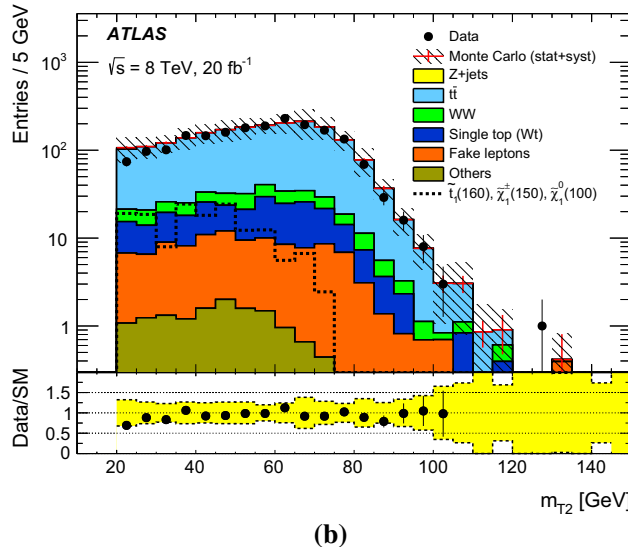 Entries / 5 GeV
10³
10²
10
1
ATLAS
√s = 8 TeV, 20 fb⁻¹
Data
Monte Carlo (stat+syst)
Z+jets
tt̄
WW
Single top (Wt)
Fake leptons
Others
t̃₁(160), χ̃₁±(150), χ̃₁⁰(100)
Data/SM
1.5
1
0.5
0
20 40 60 80 100 120 140
m_T2 [GeV]
(b)